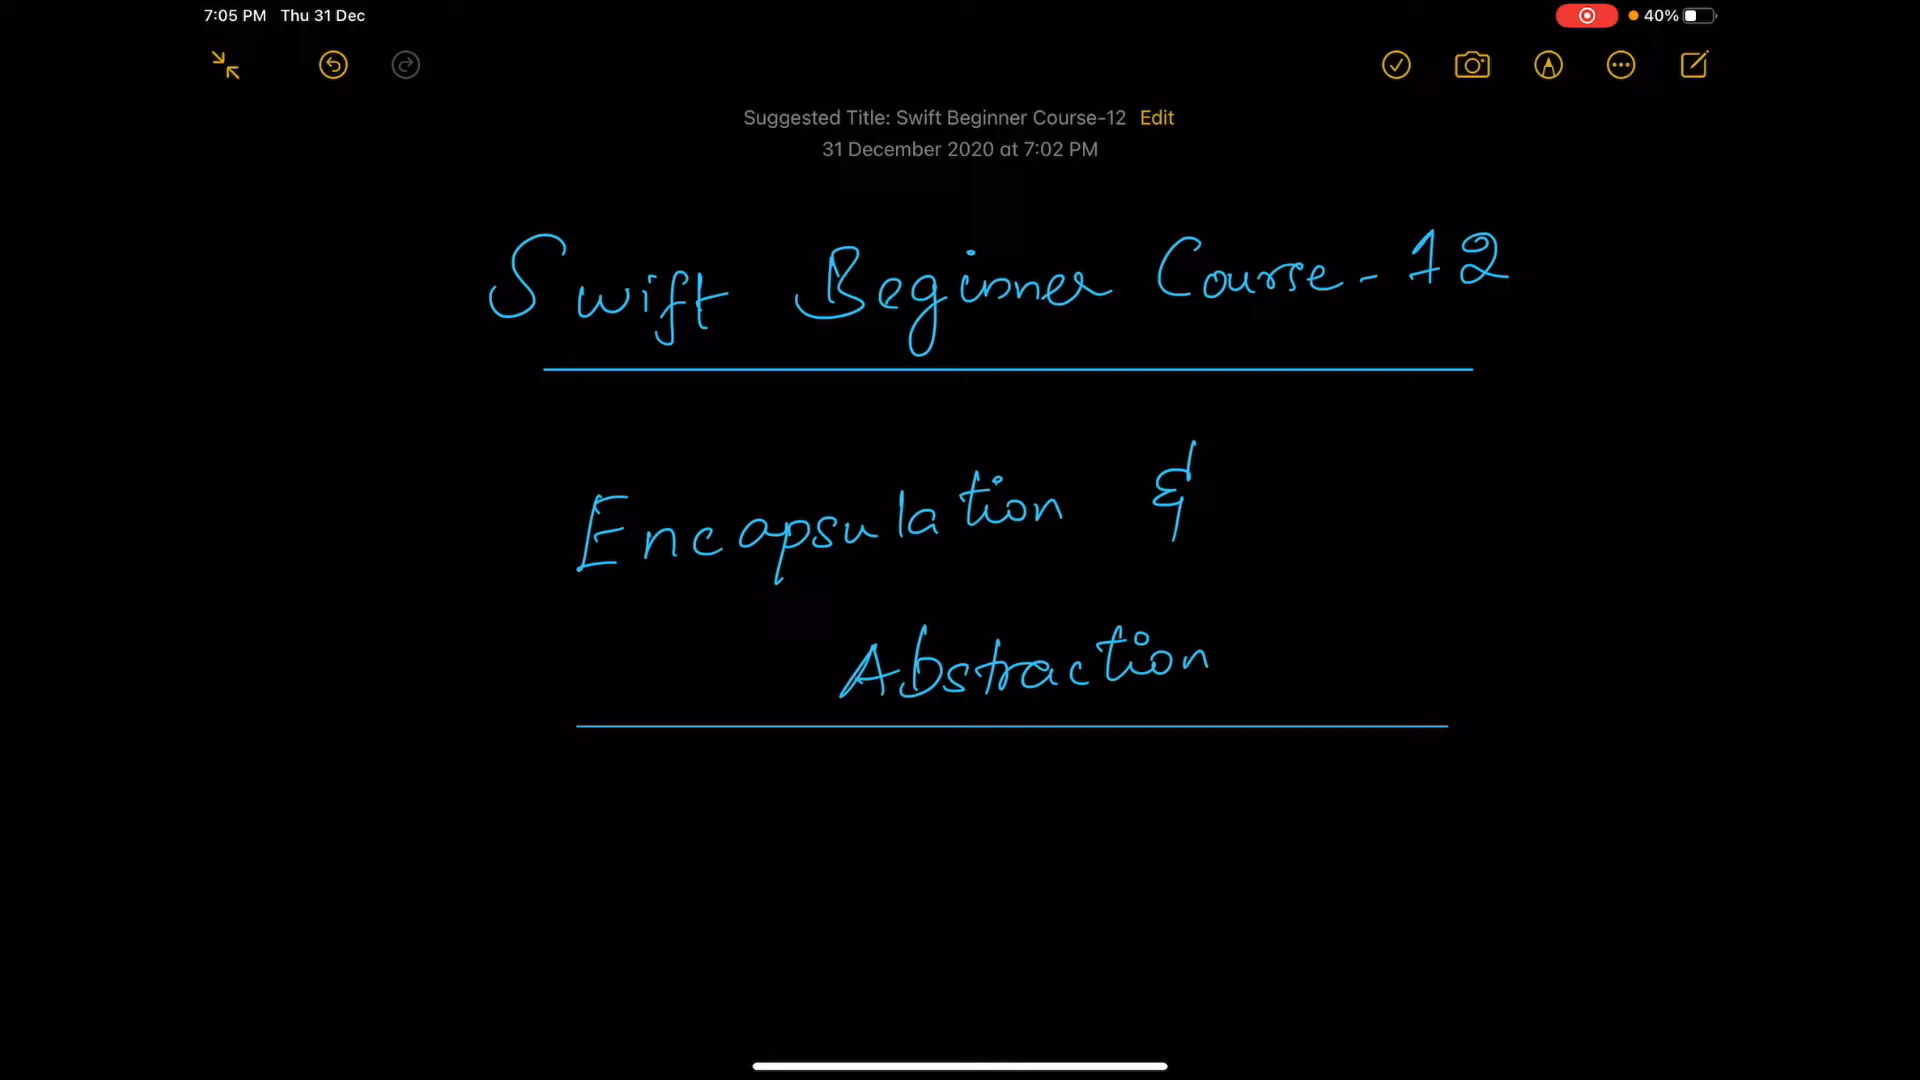 7:05 PM Thu 31 Dec
40%
Suggested Title: Swift Beginner Course-12 Edit
31 December 2020 at 7:02 PM
Swift Beginner Course - 12
Encapsulation &
Abstraction